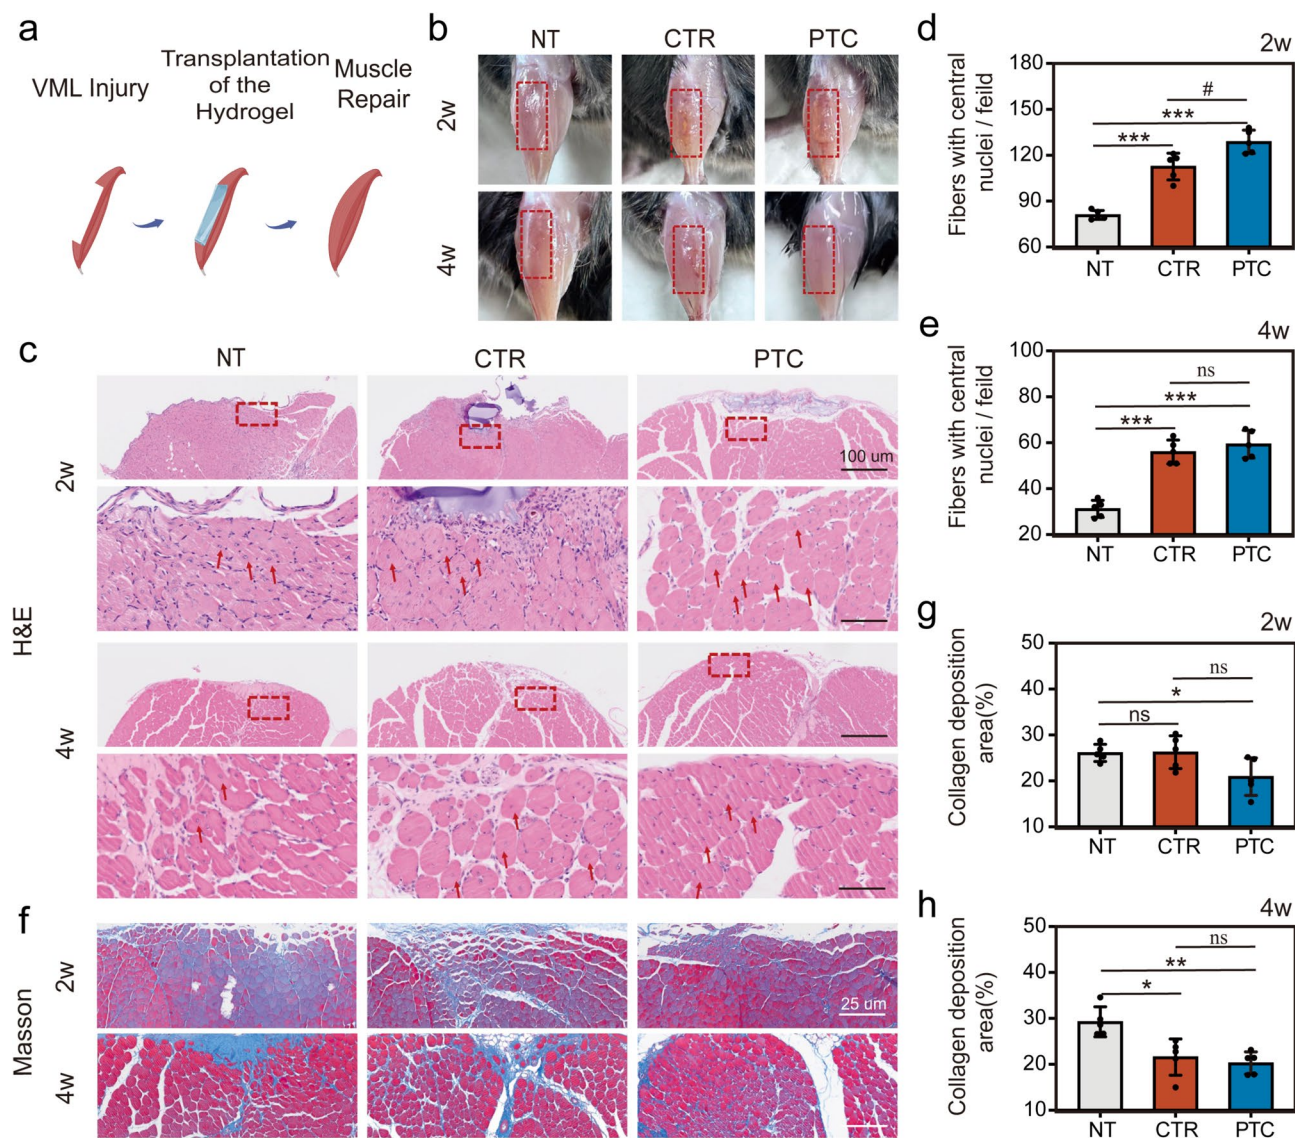 a
VML Injury
Transplantation
of the
Hydrogel
Muscle
Repair
b
NT
CTR
PTC
2w
4w
c
NT
CTR
PTC
H&E
2w
100 um
4w
f
Masson
2w
25 um
4w
d
2w
Fibers with central
nuclei / feild
180
150
120
90
60
***
***
#
NT
CTR
PTC
e
4w
Fibers with central
nuclei / feild
100
80
60
40
20
***
***
ns
NT
CTR
PTC
g
2w
Collagen deposition
area(%)
50
40
30
20
10
ns
*
ns
NT
CTR
PTC
h
4w
Collagen deposition
area(%)
50
40
30
20
10
ns
**
*
NT
CTR
PTC